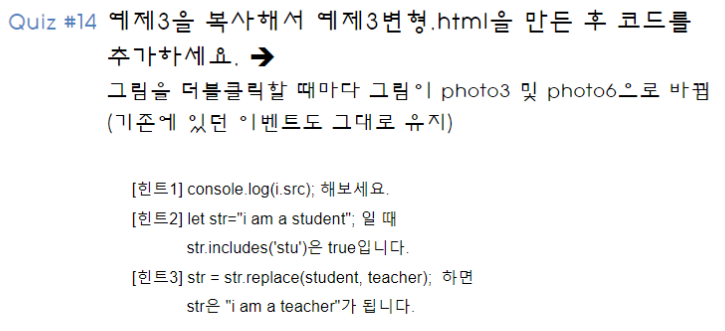 Quiz #14 예제3을 복사해서 예제3변형.html을 만든 후 코드를
추가하세요. ➔
그림을 더블클릭할 때마다 그림이 photo3 및 photo6으로 바뀜
(기존에 있던 이벤트도 그대로 유지)
[힌트1] console.log(i.src); 해보세요.
[힌트2] let str="i am a student"; 일 때
str.includes('stu')은 true입니다.
[힌트3] str = str.replace(student, teacher); 하면
str은 "i am a teacher"가 됩니다.